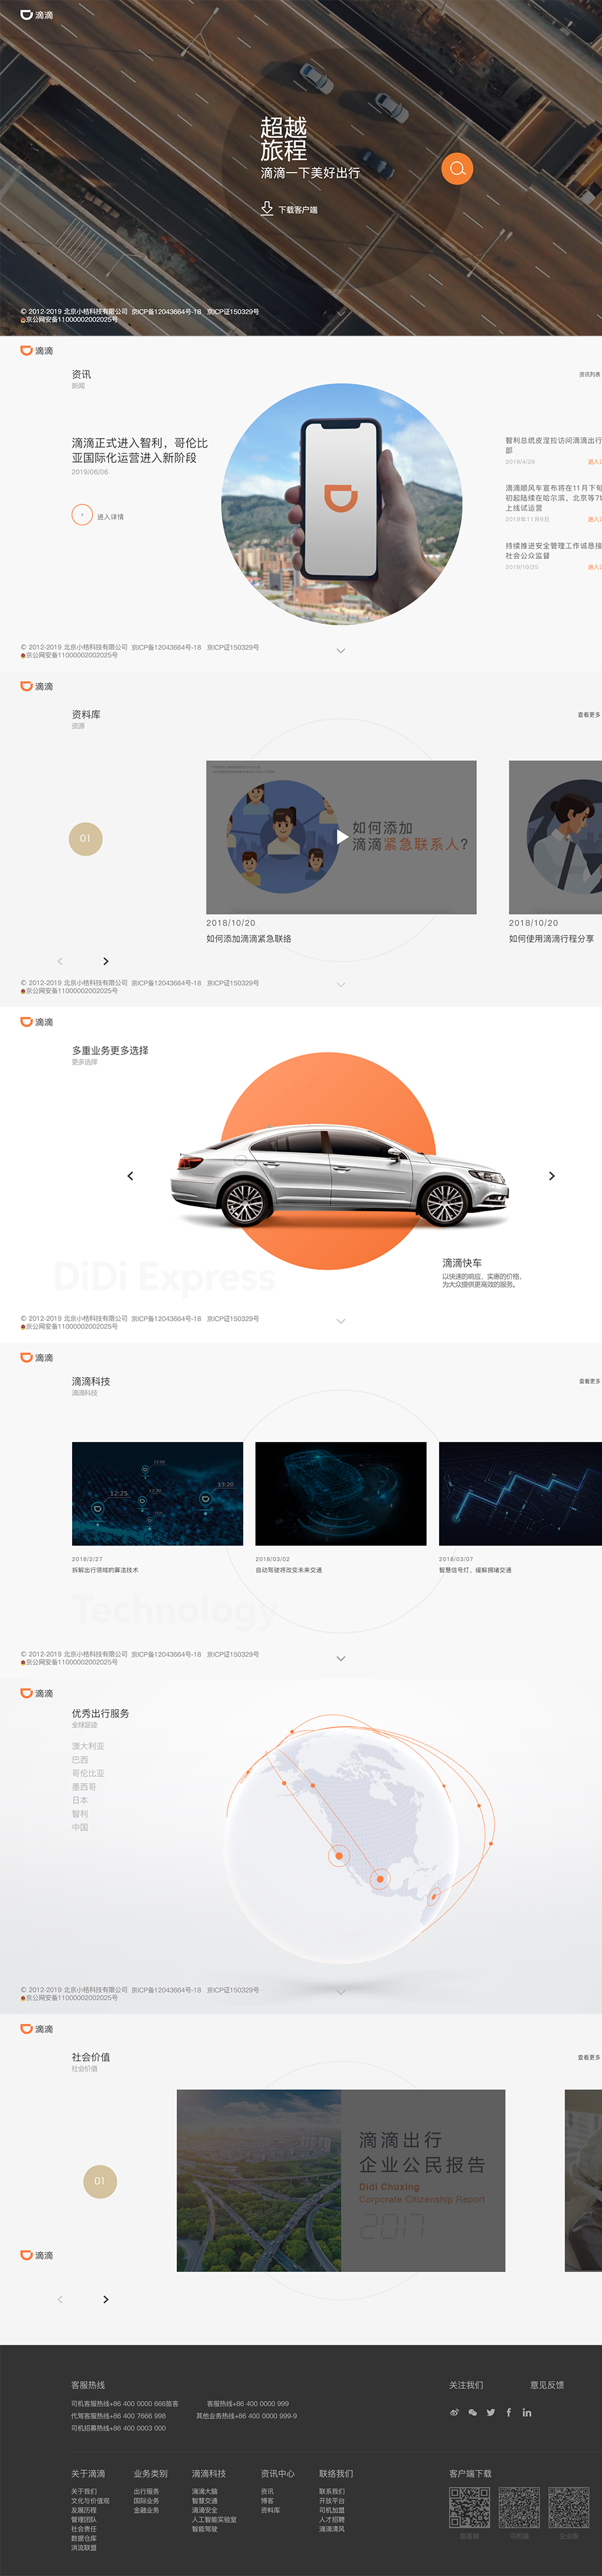 滴滴
超越
旅程
滴滴一下美好出行
下载客户端
© 2012-2019 北京小桔科技有限公司 京ICP备12043664号-18 京ICP证150329号
京公网安备11000002002025号
滴滴
资讯
新闻
资讯列表
滴滴正式进入智利，哥伦比
亚国际化运营进入新阶段
2019/06/06
进入详情
智利总统皮涅拉访问滴滴出行
部
2019/4/26
进入
滴滴顺风车宣布将在11月下旬
初起陆续在哈尔滨，北京等7
上线试运营
2019年11月6日
进入
持续推进安全管理工作诚恳接
社会公众监督
2019/10/25
进入
© 2012-2019 北京小桔科技有限公司 京ICP备12043664号-18 京ICP证150329号
京公网安备11000002002025号
滴滴
资料库
资源
查看更多
01
如何添加
滴滴紧急联系人?
2018/10/20
如何添加滴滴紧急联络
2018/10/20
如何使用滴滴行程分享
© 2012-2019 北京小桔科技有限公司 京ICP备12043664号-18 京ICP证150329号
京公网安备11000002002025号
滴滴
多重业务更多选择
更多选择
DiDi Express
滴滴快车
以快速的响应，实惠的价格，
为大众提供更高效的服务。
© 2012-2019 北京小桔科技有限公司 京ICP备12043664号-18 京ICP证150329号
京公网安备11000002002025号
滴滴
滴滴科技
滴滴科技
查看更多
12:25
13:20
2018/2/27
拆解出行领域的算法技术
2018/03/02
自动驾驶将改变未来交通
2018/03/07
智慧信号灯，缓解拥堵交通
Technology
© 2012-2019 北京小桔科技有限公司 京ICP备12043664号-18 京ICP证150329号
京公网安备11000002002025号
滴滴
优秀出行服务
全球足迹
澳大利亚
巴西
哥伦比亚
墨西哥
日本
智利
中国
© 2012-2019 北京小桔科技有限公司 京ICP备12043664号-18 京ICP证150329号
京公网安备11000002002025号
滴滴
社会价值
社会价值
查看更多
01
滴滴出行
企业公民报告
Didi Chuxing
Corporate Citizenship Report
2017
滴滴
客服热线
司机客服热线+86 400 0000 666旅客 客服热线+86 400 0000 999
代驾客服热线+86 400 7666 998 其他业务热线+86 400 0000 999-9
司机招募热线+86 400 0003 000
关注我们
意见反馈
关于滴滴
关于我们
文化与价值观
发展历程
管理团队
社会责任
数据仓库
洪流联盟
业务类别
出行服务
国际业务
金融业务
滴滴科技
滴滴大脑
智慧交通
滴滴安全
人工智能实验室
智能驾驶
资讯中心
资讯
博客
资料库
联络我们
联系我们
开放平台
司机加盟
人才招聘
滴滴清风
客户端下载
司机端
企业版